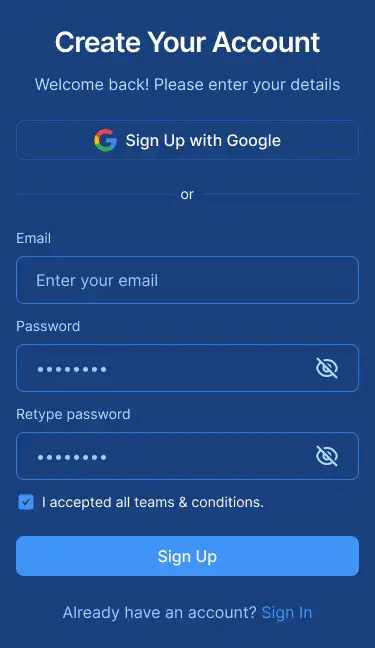 Create Your Account
Welcome back! Please enter your details
Sign Up with Google
or
Email
Enter your email
Password
••••••••
Retype password
••••••••
I accepted all teams & conditions.
Sign Up
Already have an account? Sign In